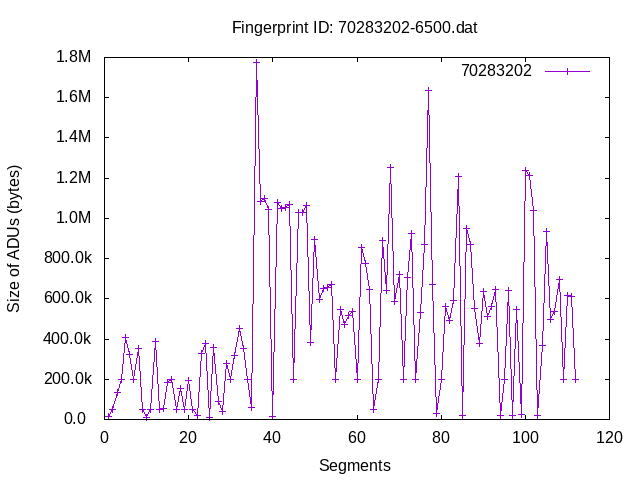 Fingerprint ID: 70283202-6500.dat
70283202
1.8M
1.6M
1.4M
1.2M
1.0M
800.0k
600.0k
400.0k
200.0k
0.0
Size of ADUs (bytes)
0 20 40 60 80 100 120
Segments